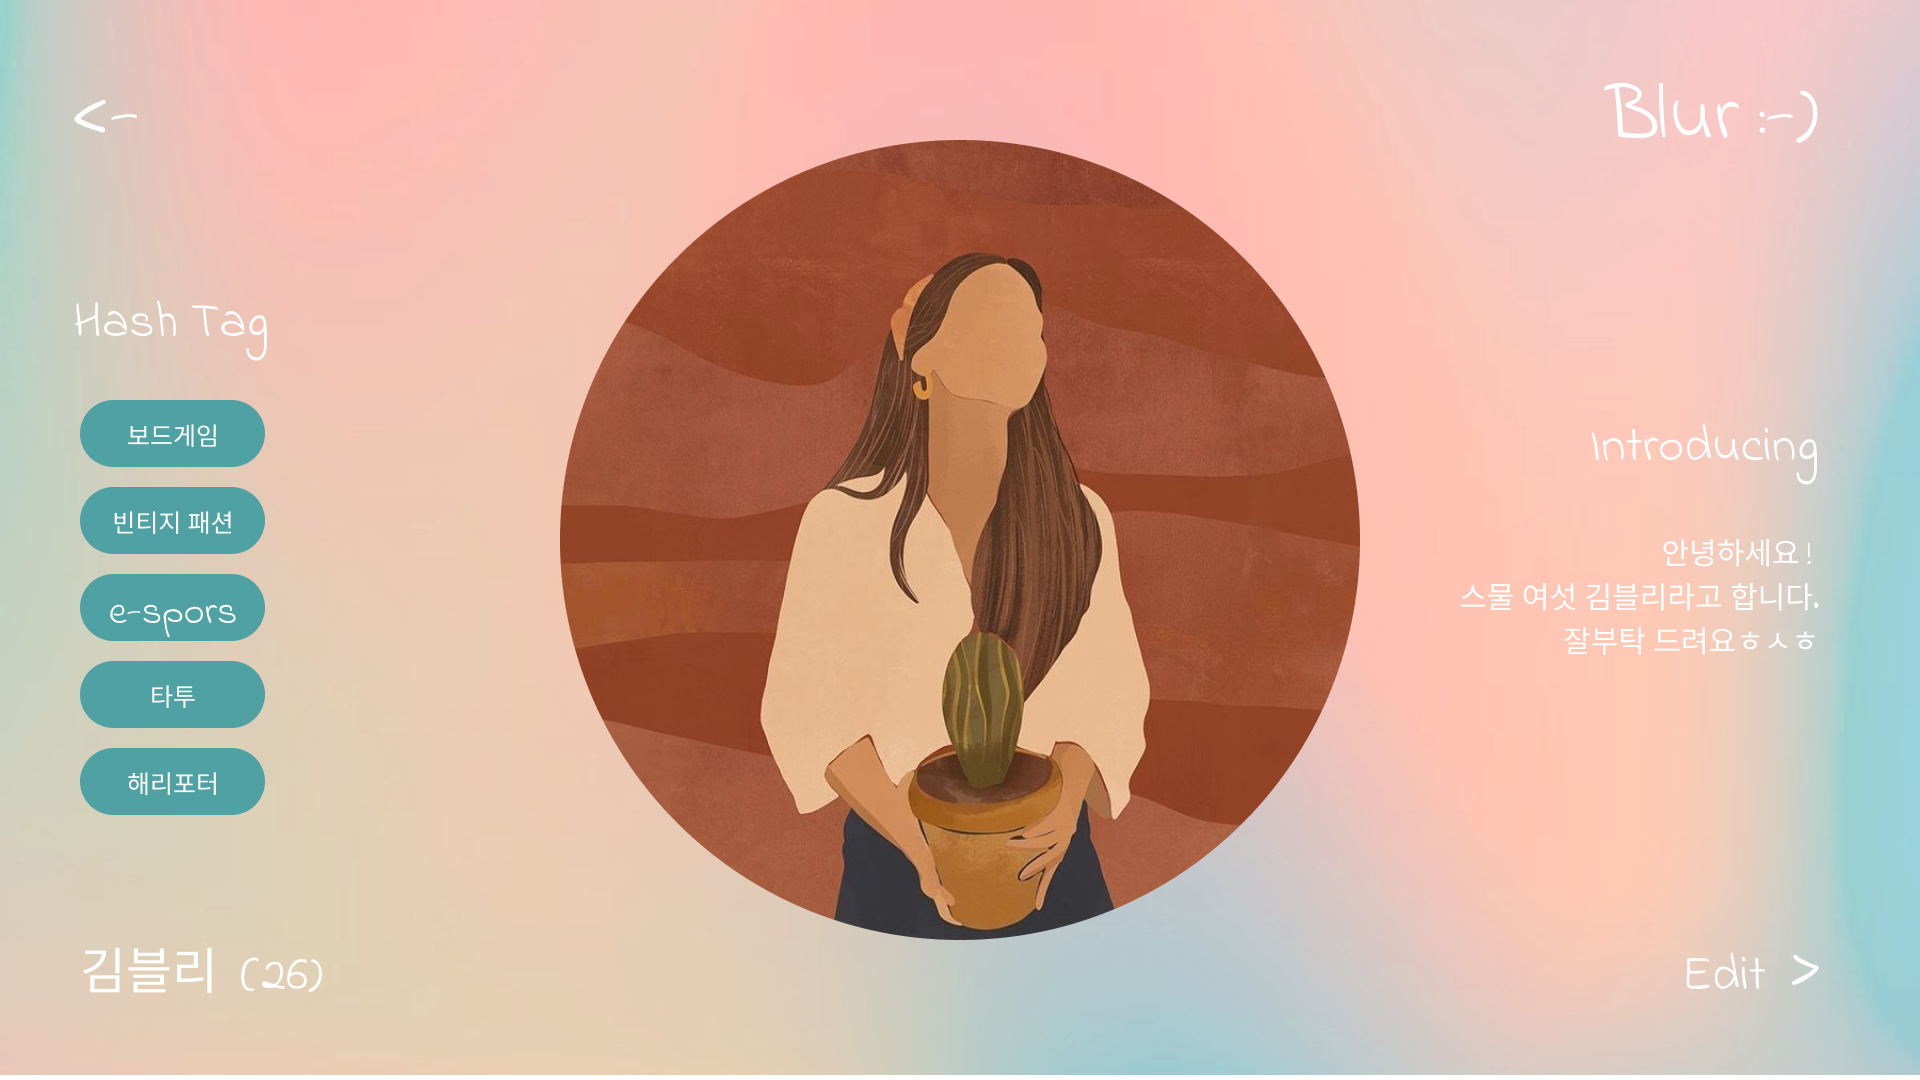 <-
Blur :-)
Hash Tag
보드게임
빈티지 패션
e-spors
타투
해리포터
Introducing
안녕하세요!
스물 여섯 김블리라고 합니다.
잘부탁 드려요ㅎㅅㅎ
김블리 (26)
Edit >